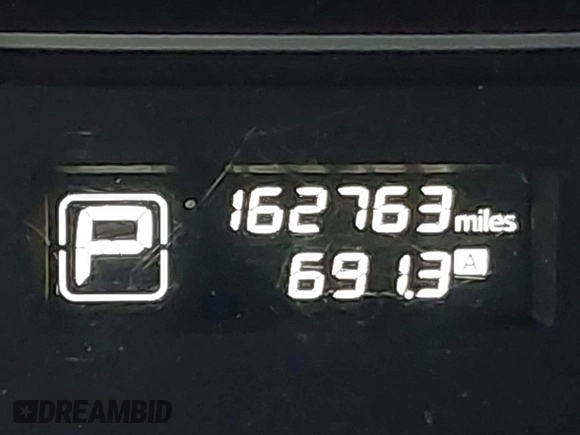 P
162763 miles
691.3 A
DREAMBID